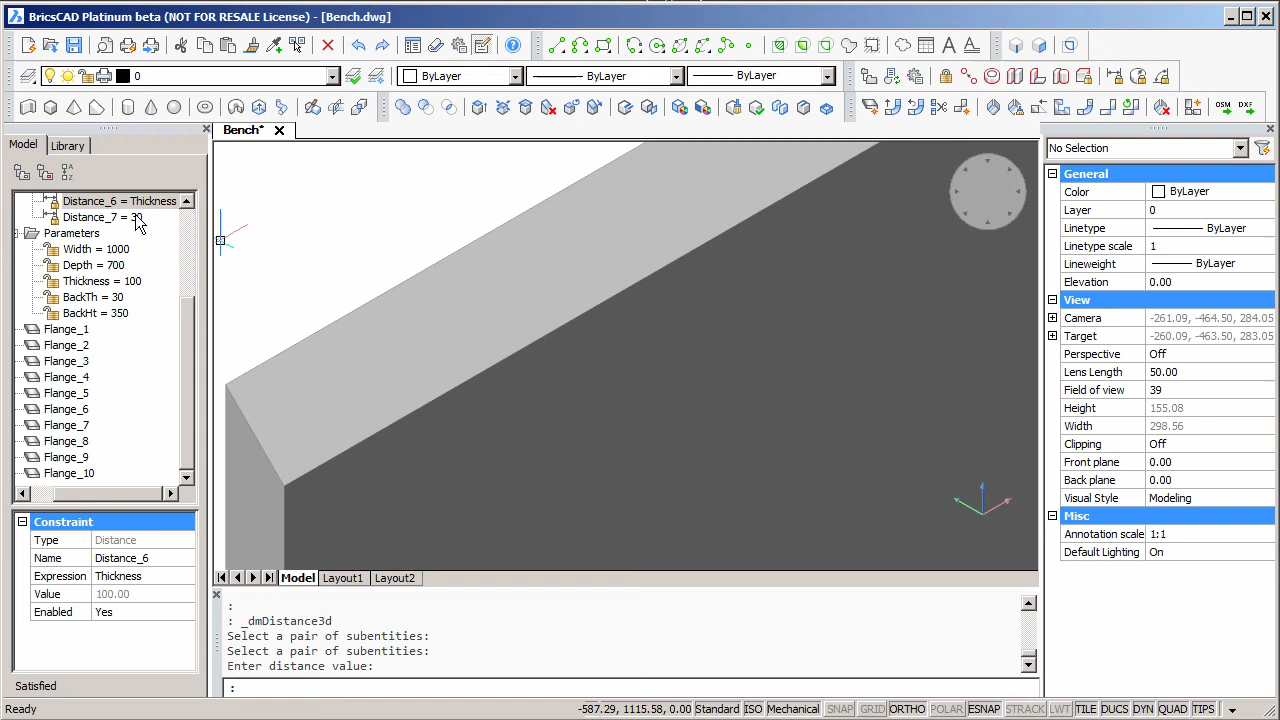 BricsCAD Platinum beta (NOT FOR RESALE License) - [Bench.dwg]
0
ByLayer
ByLayer
ByLayer
OSM
DXF
Model
Library
Bench*
No Selection
Distance_6 = Thickness
Distance_7 = 30
Parameters
Width = 1000
Depth = 700
Thickness = 100
BackTh = 30
BackHt = 350
Flange_1
Flange_2
Flange_3
Flange_4
Flange_5
Flange_6
Flange_7
Flange_8
Flange_9
Flange_10
Constraint
Type Distance
Name Distance_6
Expression Thickness
Value 100.00
Enabled Yes
Satisfied
General
Color ByLayer
Layer 0
Linetype ByLayer
Linetype scale 1
Lineweight ByLayer
Elevation 0.00
View
Camera -261.09, -464.50, 284.05
Target -260.09, -463.50, 283.05
Perspective Off
Lens Length 50.00
Field of view 39
Height 155.08
Width 298.56
Clipping Off
Front plane 0.00
Back plane 0.00
Visual Style Modeling
Misc
Annotation scale 1:1
Default Lighting On
Model Layout1 Layout2
:
: _dmDistance3d
Select a pair of subentities:
Select a pair of subentities:
Enter distance value:
:
Ready
-587.29, 1115.58, 0.00 Standard ISO Mechanical SNAP GRID ORTHO POLAR ESNAP STRACK LWT TILE DUCS DYN QUAD TIPS